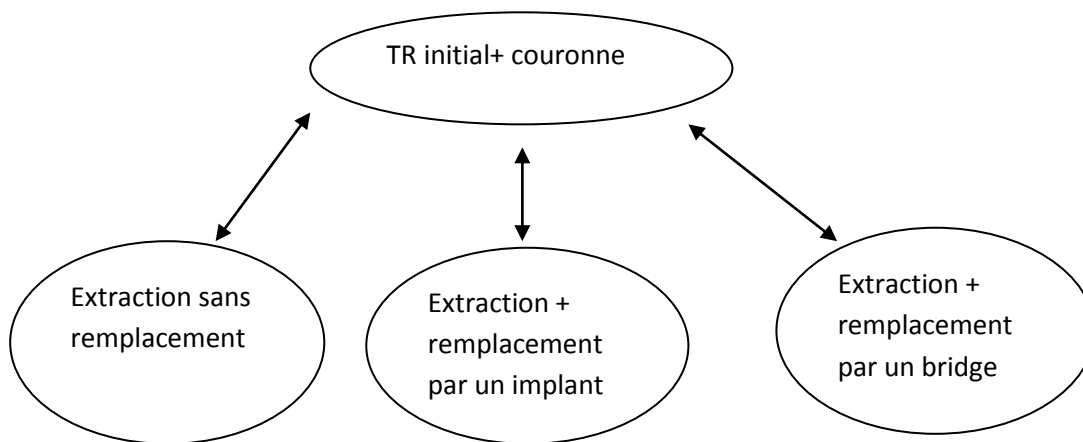 TR initial+ couronne
Extraction sans
remplacement
Extraction +
remplacement
par un implant
Extraction +
remplacement
par un bridge